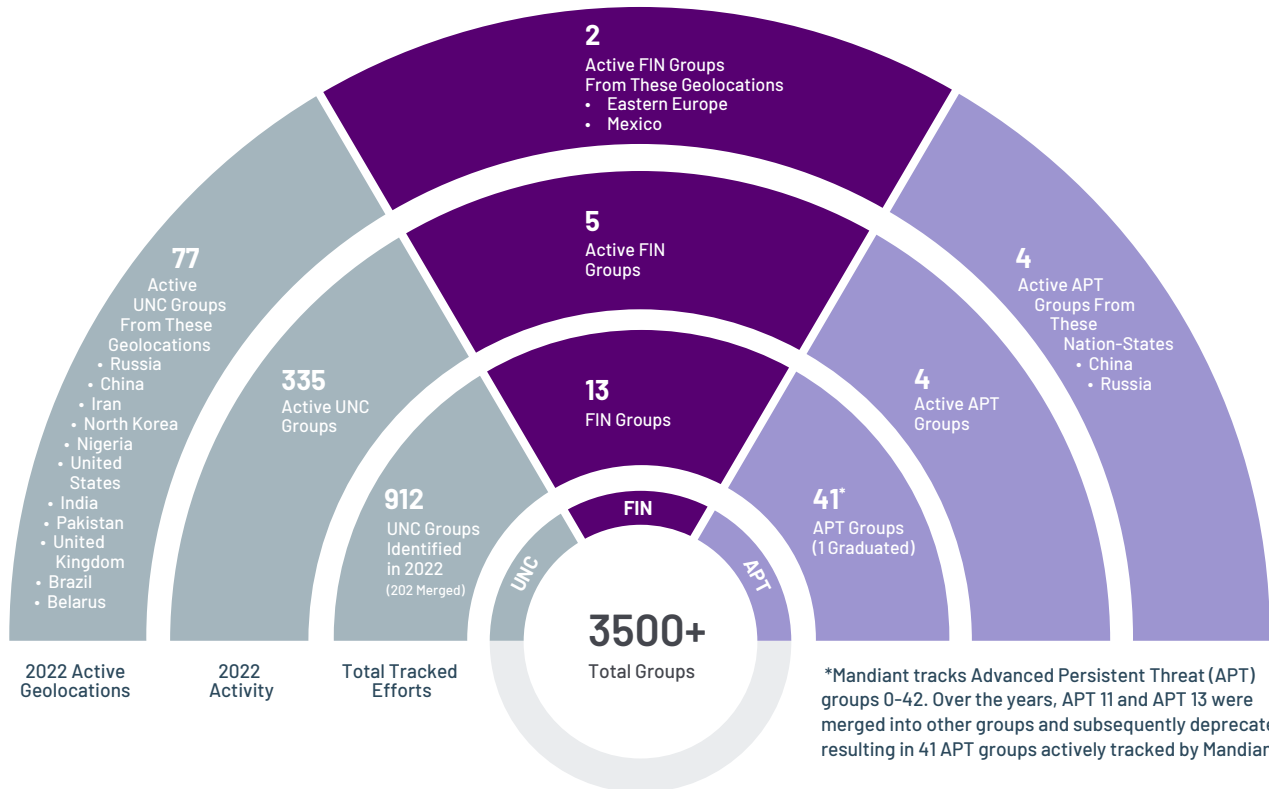 2
Active FIN Groups
From These Geolocations
• Eastern Europe
• Mexico
5
Active FIN
Groups
13
FIN Groups
FIN
77
Active
UNC Groups
From These
Geolocations
• Russia
• China
• Iran
• North Korea
• Nigeria
• United
States
• India
• Pakistan
• United
Kingdom
• Brazil
• Belarus
335
Active UNC
Groups
912
UNC Groups
Identified
in 2022
(202 Merged)
UNC
4
Active APT
Groups From
These
Nation-States
• China
• Russia
4
Active APT
Groups
41*
APT Groups
(1 Graduated)
APT
3500+
Total Groups
2022 Active
Geolocations
2022
Activity
Total Tracked
Efforts
*Mandiant tracks Advanced Persistent Threat (APT)
groups 0-42. Over the years, APT 11 and APT 13 were
merged into other groups and subsequently deprecate
resulting in 41 APT groups actively tracked by Mandian